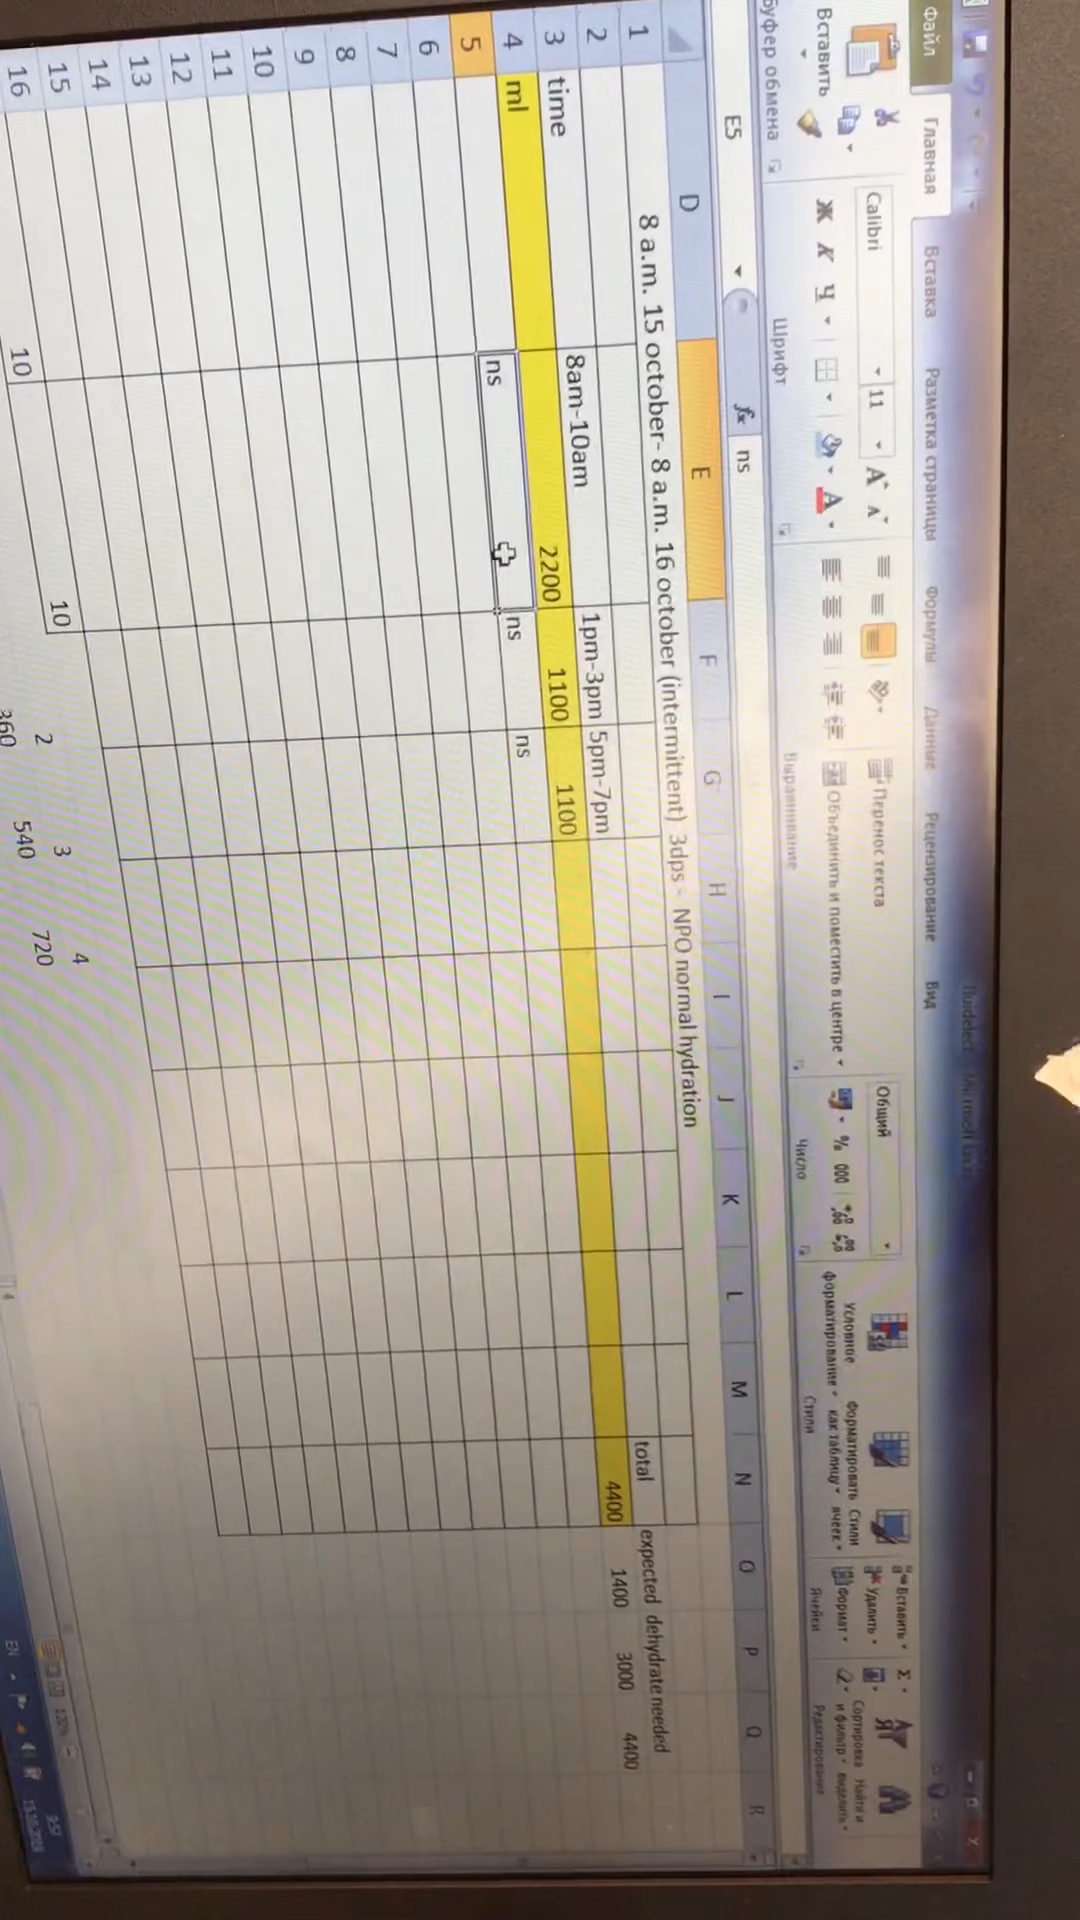 Файл Главная Вставка Разметка страницы Формулы Данные Рецензирование Вид
Вставить
Буфер обмена
Calibri 11
Ж К Ч
Шрифт
Перенос текста
Объединить и поместить в центре
Выравнивание
Общий
% 000
Число
Условное форматирование
Форматировать как таблицу
Стили ячеек
Стили
Вставить
Удалить
Формат
Ячейки
Σ
Сортировка и фильтр
Найти и выделить
Редактирование
E5 fx ns
D E F G H I J K L M N O P Q R
1 8 a.m. 15 october- 8 a.m. 16 october (intermittent) 3dps - NPO normal hydration
2
3 time 8am-10am 1pm-3pm 5pm-7pm total expected dehydrate needed
4 ml 2200 1100 1100 4400 1400 3000 4400
5 ns ns ns
6
7
8
9
10
11
12
13
14
15 10 2 3 4
16 10 360 540 720
EN 9:57